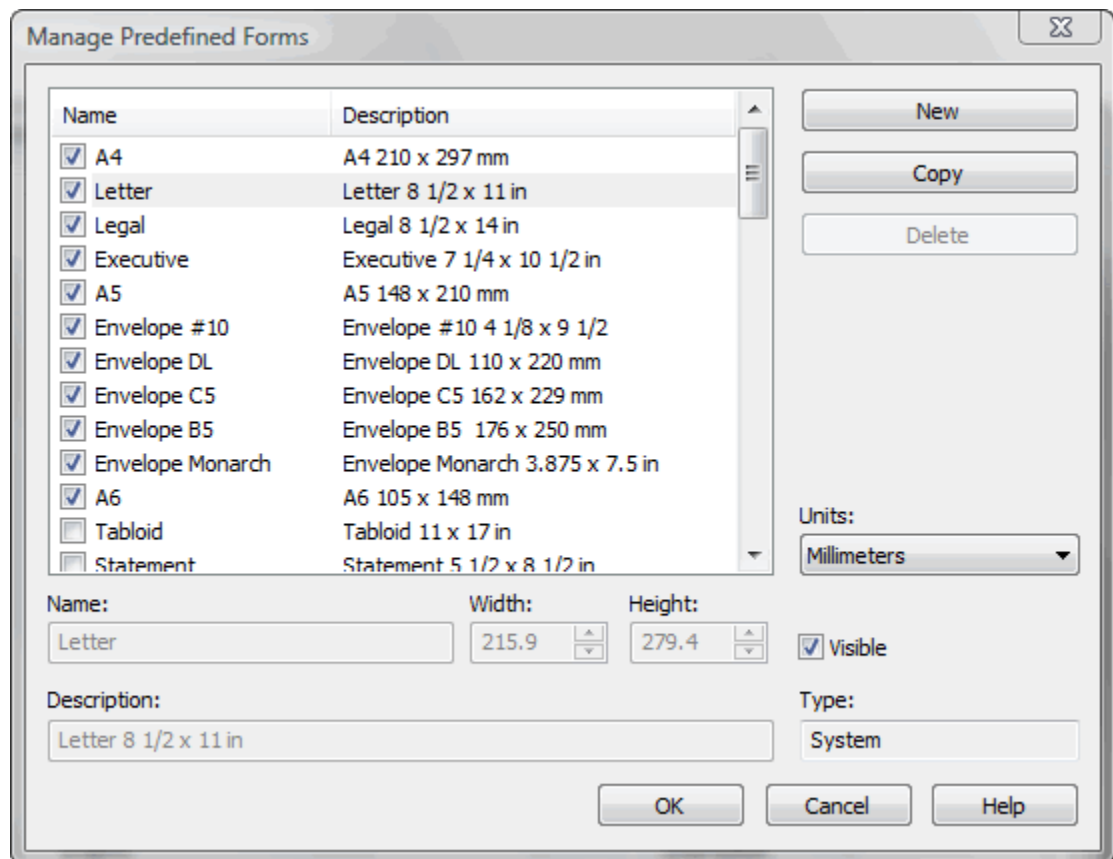 Manage Predefined Forms
Name Description
A4 A4 210 x 297 mm
Letter Letter 8 1/2 x 11 in
Legal Legal 8 1/2 x 14 in
Executive Executive 7 1/4 x 10 1/2 in
A5 A5 148 x 210 mm
Envelope #10 Envelope #10 4 1/8 x 9 1/2
Envelope DL Envelope DL 110 x 220 mm
Envelope C5 Envelope C5 162 x 229 mm
Envelope B5 Envelope B5  176 x 250 mm
Envelope Monarch Envelope Monarch 3.875 x 7.5 in
A6 A6 105 x 148 mm
Tabloid Tabloid 11 x 17 in
Statement Statement 5 1/2 x 8 1/2 in
New
Copy
Delete
Units:
Millimeters
Name: Width: Height:
Letter 215.9 279.4
Visible
Description:
Letter 8 1/2 x 11 in
Type:
System
OK Cancel Help